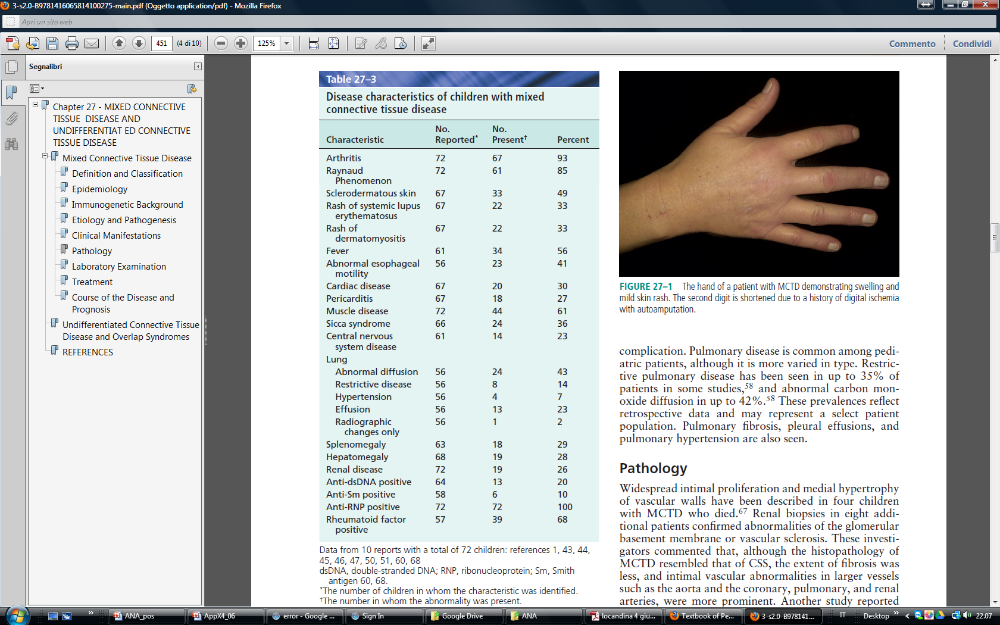 3-s2.0-B9781416065814100275-main.pdf (Oggetto application/pdf) - Mozilla Firefox
Apri un sito web
451 (4 di 10) 125% Commento Condividi
Segnalibri
Chapter 27 - MIXED CONNECTIVE
TISSUE DISEASE AND
UNDIFFERENTIAT ED CONNECTIVE
TISSUE DISEASE
Mixed Connective Tissue Disease
Definition and Classification
Epidemiology
Immunogenetic Background
Etiology and Pathogenesis
Clinical Manifestations
Pathology
Laboratory Examination
Treatment
Course of the Disease and
Prognosis
Undifferentiated Connective Tissue
Disease and Overlap Syndromes
REFERENCES
Table 27–3
Disease characteristics of children with mixed
connective tissue disease
No. No.
Characteristic Reported* Present† Percent
Arthritis 72 67 93
Raynaud 72 61 85
Phenomenon
Sclerodermatous skin 67 33 49
Rash of systemic lupus 67 22 33
erythematosus
Rash of 67 22 33
dermatomyositis
Fever 61 34 56
Abnormal esophageal 56 23 41
motility
Cardiac disease 67 20 30
Pericarditis 67 18 27
Muscle disease 72 44 61
Sicca syndrome 66 24 36
Central nervous 61 14 23
system disease
Lung
Abnormal diffusion 56 24 43
Restrictive disease 56 8 14
Hypertension 56 4 7
Effusion 56 13 23
Radiographic 56 1 2
changes only
Splenomegaly 63 18 29
Hepatomegaly 68 19 28
Renal disease 72 19 26
Anti-dsDNA positive 64 13 20
Anti-Sm positive 58 6 10
Anti-RNP positive 72 72 100
Rheumatoid factor 57 39 68
positive
Data from 10 reports with a total of 72 children: references 1, 43, 44,
45, 46, 47, 50, 51, 60, 68
dsDNA, double-stranded DNA; RNP, ribonucleoprotein; Sm, Smith
antigen 60, 68.
*The number of children in whom the characteristic was identified.
†The number in whom the abnormality was present.
FIGURE 27–1 The hand of a patient with MCTD demonstrating swelling and
mild skin rash. The second digit is shortened due to a history of digital ischemia
with autoamputation.
complication. Pulmonary disease is common among pedi-
atric patients, although it is more varied in type. Restric-
tive pulmonary disease has been seen in up to 35% of
patients in some studies,58 and abnormal carbon mon-
oxide diffusion in up to 42%.58 These prevalences reflect
retrospective data and may represent a select patient
population. Pulmonary fibrosis, pleural effusions, and
pulmonary hypertension are also seen.
Pathology
Widespread intimal proliferation and medial hypertrophy
of vascular walls have been described in four children
with MCTD who died.67 Renal biopsies in eight addi-
tional patients confirmed abnormalities of the glomerular
basement membrane or vascular sclerosis. These investi-
gators commented that, although the histopathology of
MCTD resembled that of CSS, the extent of fibrosis was
less, and intimal vascular abnormalities in larger vessels
such as the aorta and the coronary, pulmonary, and renal
arteries, were more prominent. Another study reported
ANA_pos AppX4_06 error - Google ... Sign In Google Drive ANA locandina 4 giu... Textbook of Pe... 3-s2.0-B978141... IT Desktop 22.07